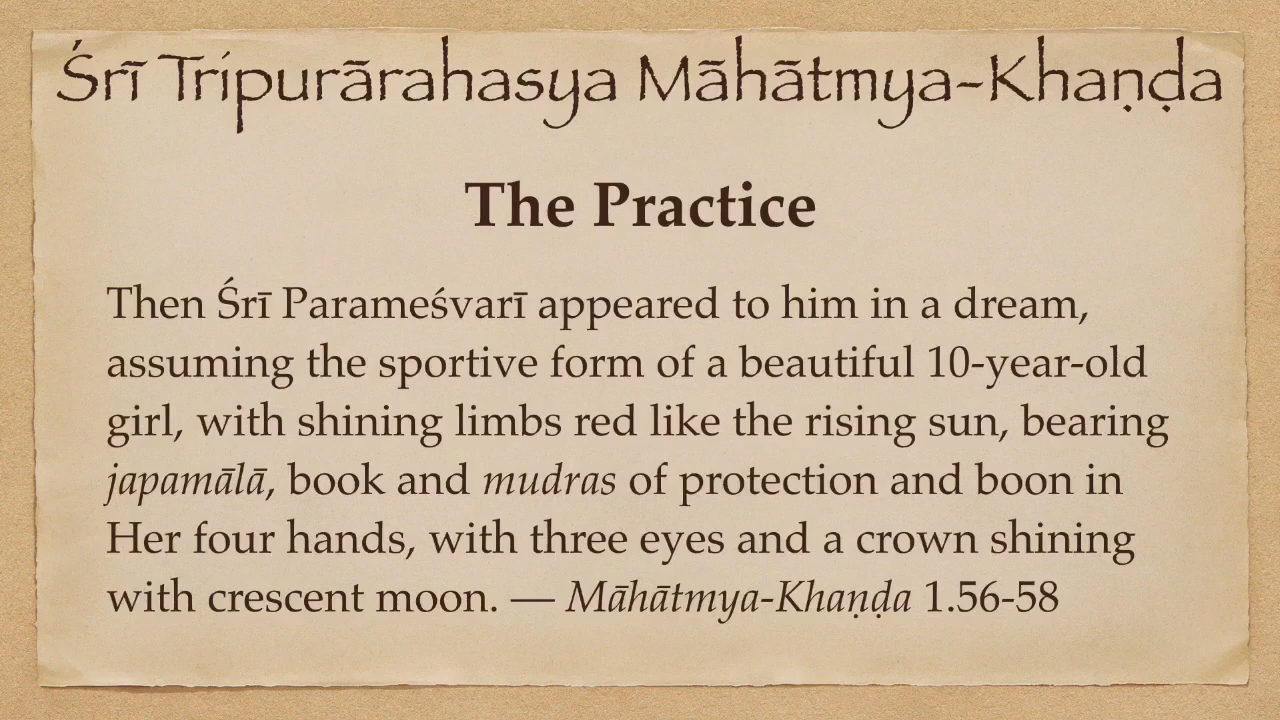 Śrī Tripurārahasya Māhātmya-Khaṇḍa
The Practice
Then Śrī Parameśvarī appeared to him in a dream,
assuming the sportive form of a beautiful 10-year-old
girl, with shining limbs red like the rising sun, bearing
japamālā, book and mudras of protection and boon in
Her four hands, with three eyes and a crown shining
with crescent moon. — Māhātmya-Khaṇḍa 1.56-58